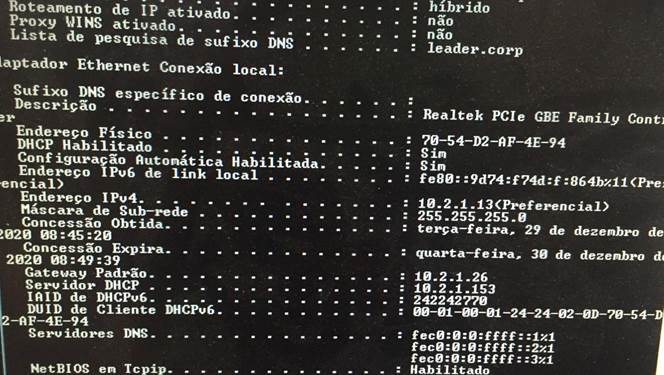 Roteamento de IP ativado. . . . . . . . : híbrido
Proxy WINS ativado. . . . . . . . . . . : não
Lista de pesquisa de sufixo DNS . . . . . : não
leader.corp
daptador Ethernet Conexão local:
Sufixo DNS específico de conexão. . . . . . :
Descrição . . . . . . . . . . . . . . . : Realtek PCIe GBE Family Contr
er
Endereço Físico . . . . . . . . . . . . : 70-54-D2-AF-4E-94
DHCP Habilitado . . . . . . . . . . . . : Sim
Configuração Automática Habilitada. . . . . : Sim
Endereço IPv6 de link local . . . . . . . . : fe80::9d74:f74d:f:864b%11(Pre
erencial)
Endereço IPv4. . . . . . . . . . . . . . : 10.2.1.13(Preferencial)
Máscara de Sub-rede . . . . . . . . . . . : 255.255.255.0
Concessão Obtida. . . . . . . . . . . . . : terça-feira, 29 de dezembro de
2020 08:45:20
Concessão Expira. . . . . . . . . . . . . : quarta-feira, 30 de dezembro de
2020 08:49:39
Gateway Padrão. . . . . . . . . . . . . . : 10.2.1.26
Servidor DHCP . . . . . . . . . . . . . . : 10.2.1.153
IAID de DHCPv6. . . . . . . . . . . . . . : 242242770
DUID de Cliente DHCPv6. . . . . . . . . . : 00-01-00-01-24-24-02-0D-70-54-D
2-AF-4E-94
Servidores DNS. . . . . . . . . . . . . . : fec0:0:0:ffff::1%1
fec0:0:0:ffff::2%1
fec0:0:0:ffff::3%1
NetBIOS em Tcpip. . . . . . . . . . . . . : Habilitado